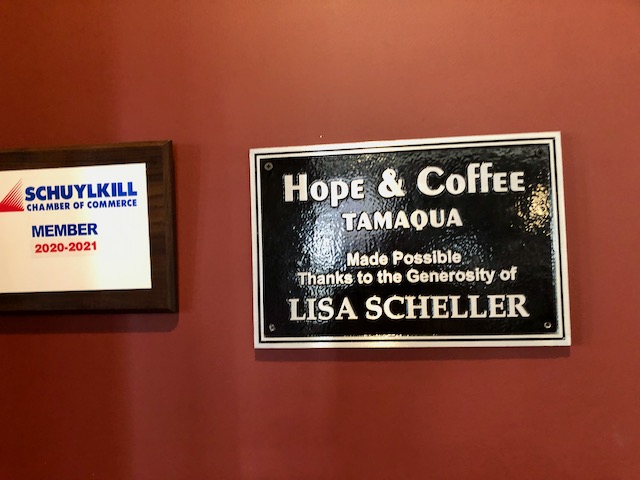 SCHUYLKILL
CHAMBER OF COMMERCE
MEMBER
2020-2021
Hope & Coffee
TAMAQUA
Made Possible
Thanks to the Generosity of
LISA SCHELLER